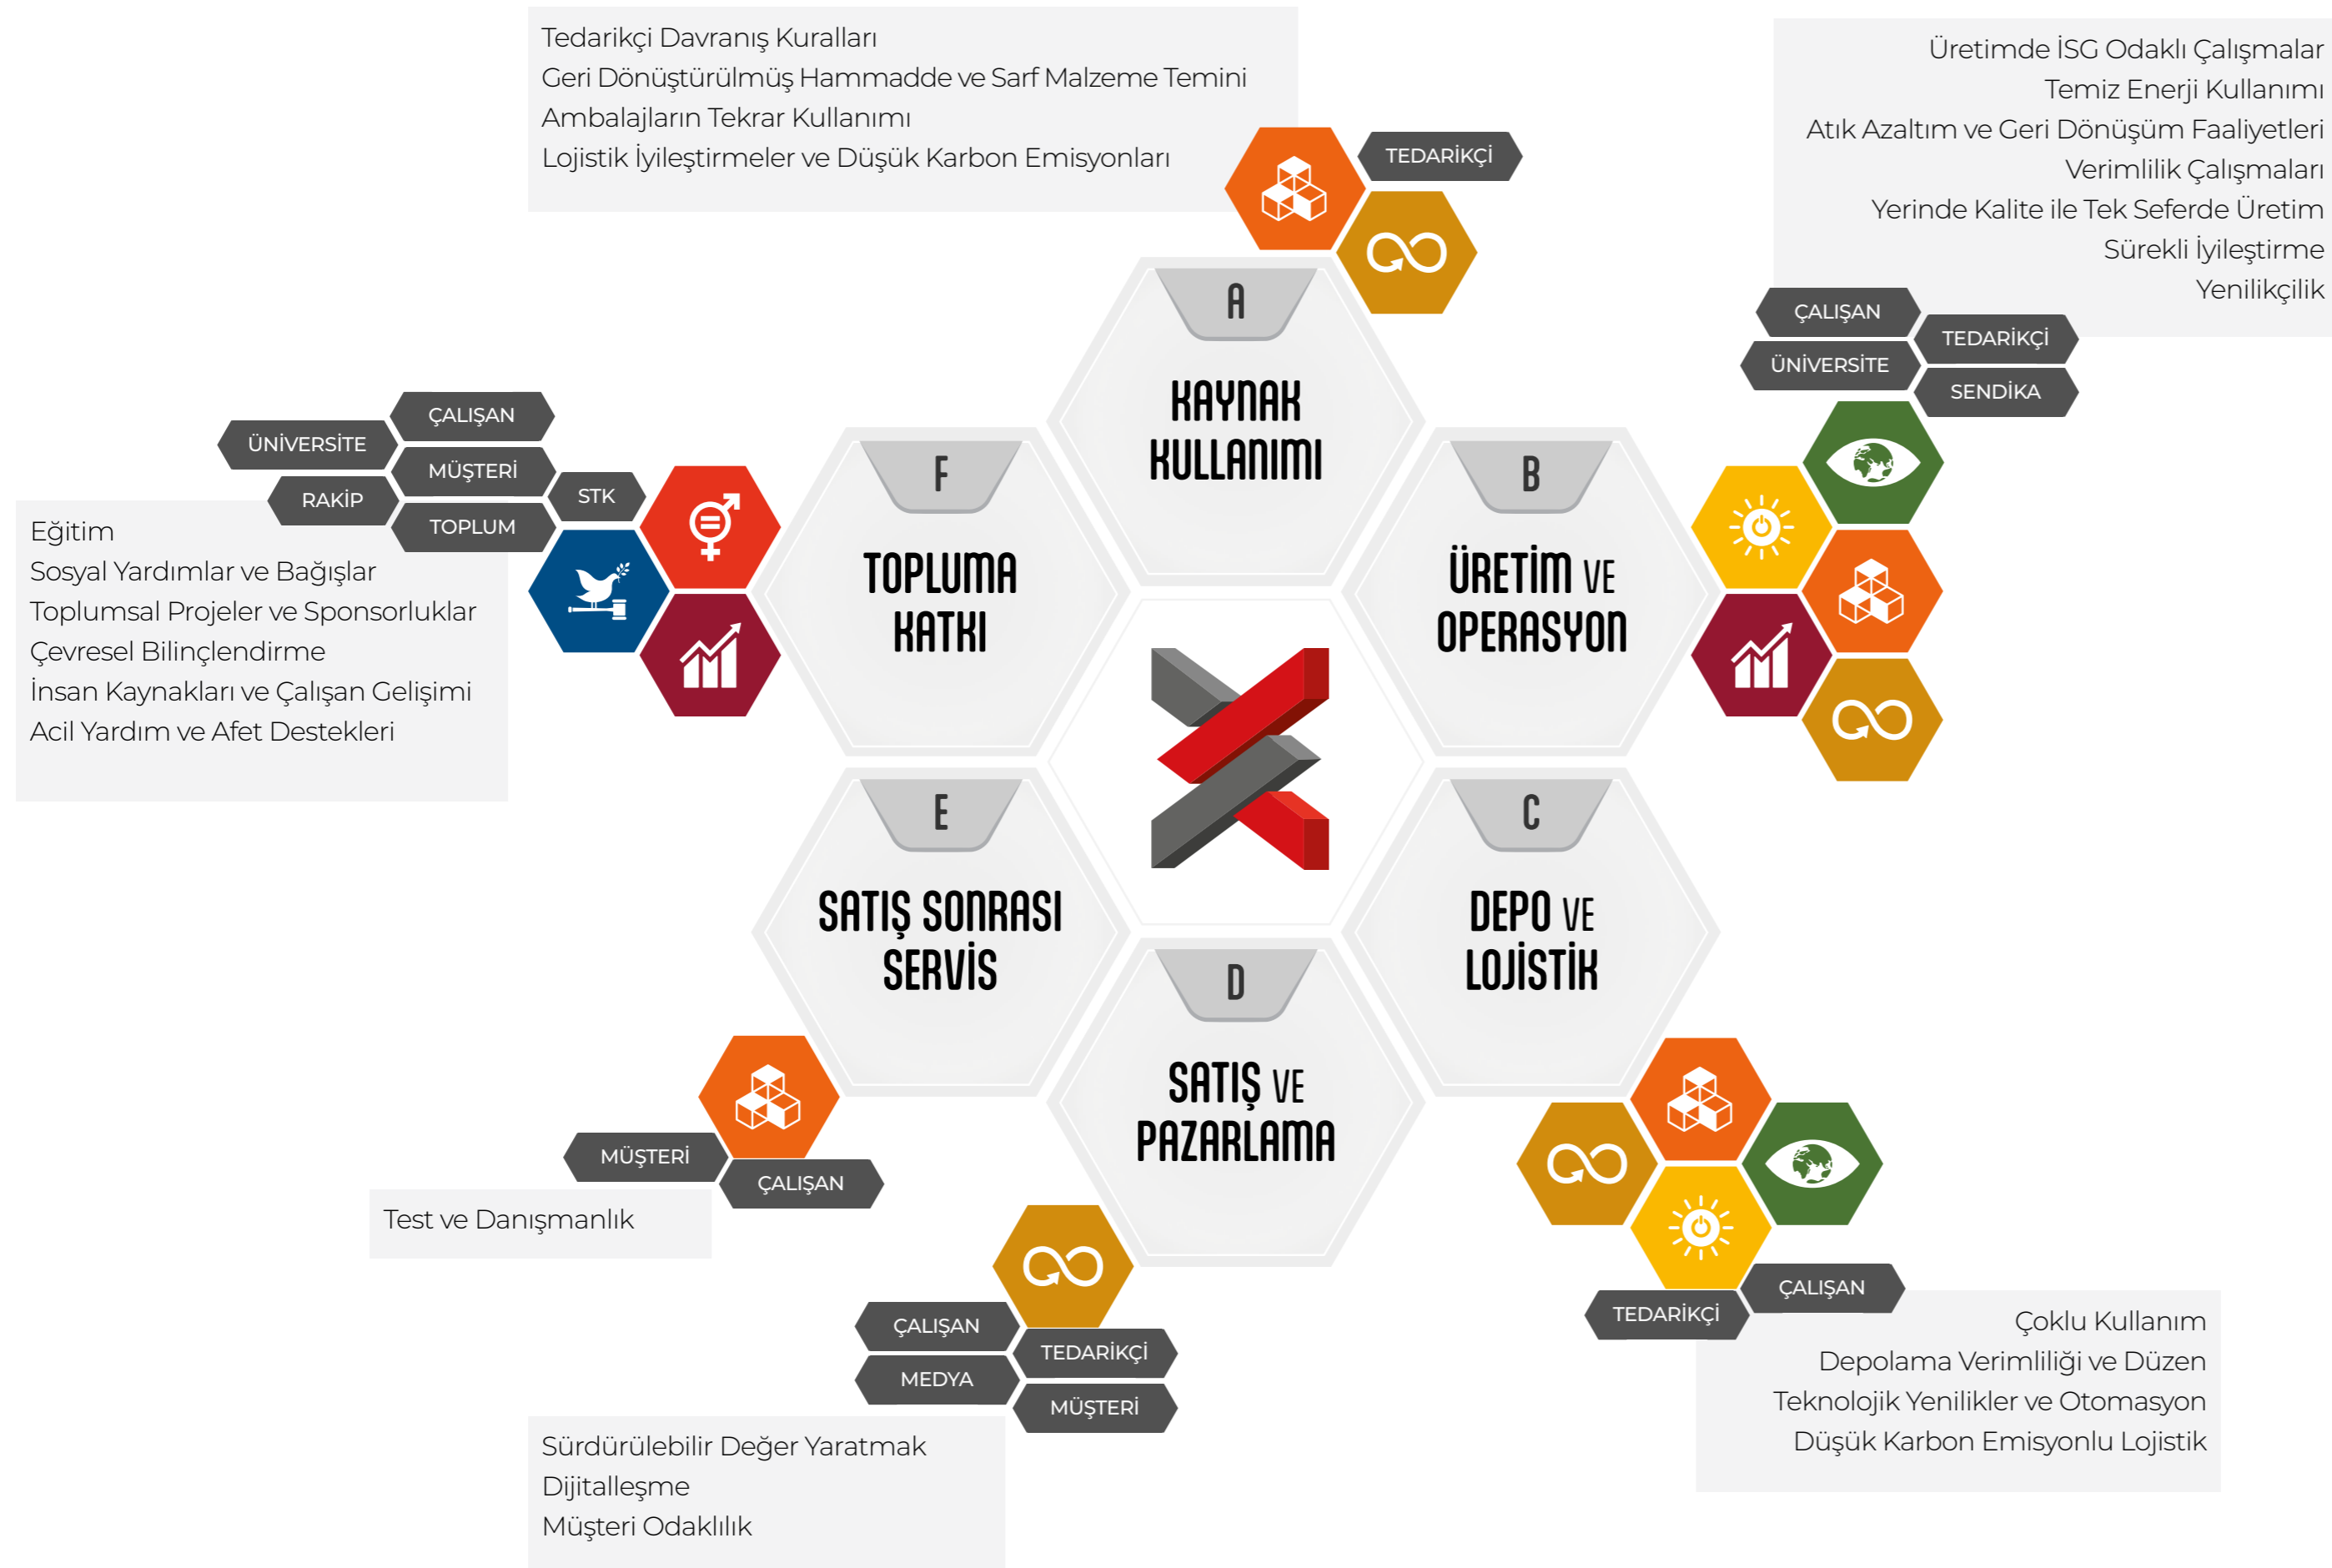 Tedarikçi Davranış Kuralları
Geri Dönüştürülmüş Hammadde ve Sarf Malzeme Temini
Ambalajların Tekrar Kullanımı
Lojistik İyileştirmeler ve Düşük Karbon Emisyonları
TEDARİKÇİ
A
KAYNAK
KULLANIMI
Üretimde İSG Odaklı Çalışmalar
Temiz Enerji Kullanımı
Atık Azaltım ve Geri Dönüşüm Faaliyetleri
Verimlilik Çalışmaları
Yerinde Kalite ile Tek Seferde Üretim
Sürekli İyileştirme
Yenilikçilik
ÇALIŞAN
TEDARİKÇİ
ÜNİVERSİTE
SENDİKA
B
ÜRETİM VE
OPERASYON
ÇALIŞAN
ÜNİVERSİTE
MÜŞTERİ
RAKİP
STK
TOPLUM
Eğitim
Sosyal Yardımlar ve Bağışlar
Toplumsal Projeler ve Sponsorluklar
Çevresel Bilinçlendirme
İnsan Kaynakları ve Çalışan Gelişimi
Acil Yardım ve Afet Destekleri
F
TOPLUMA
KATKI
E
SATIŞ SONRASI
SERVİS
MÜŞTERİ
ÇALIŞAN
Test ve Danışmanlık
C
DEPO VE
LOJİSTİK
ÇALIŞAN
TEDARİKÇİ
Çoklu Kullanım
Depolama Verimliliği ve Düzen
Teknolojik Yenilikler ve Otomasyon
Düşük Karbon Emisyonlu Lojistik
D
SATIŞ VE
PAZARLAMA
ÇALIŞAN
TEDARİKÇİ
MEDYA
MÜŞTERİ
Sürdürülebilir Değer Yaratmak
Dijitalleşme
Müşteri Odaklılık